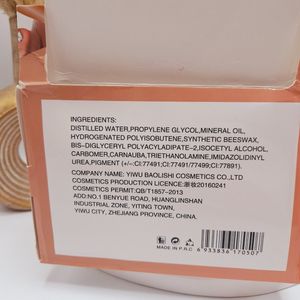 INGREDIENTS:
DISTILLED WATER,PROPYLENE GLYCOL,MINERAL OIL,
HYDROGENATED POLYISOBUTENE,SYNTHETIC BEESWAX,
BIS-DIGLYCERYL POLYACYLADIPATE-2,ISOCETYL ALCOHOL,
CARBOMER,CARNAUBA,TRIETHANOLAMINE,IMIDAZOLIDINYL
UREA,PIGMENT (+/-:CI:77491/CI:77491/77499;CI:77891).
COMPANY NAME: YIWU BAOLISHI COSMETICS CO.,LTD
COSMETICS PRODUCTION LICENCE:浙妆20160241
COSMETICS PERMIT:QB/T1857-2013
ADD:NO.1 BENYUE ROAD, HUANGLINSHAN
INDUSTRIAL ZONE, YITING TOWN,
YIWU CITY, ZHEJIANG PROVINCE, CHINA.
MADE IN P.R.C
6 933836 170507